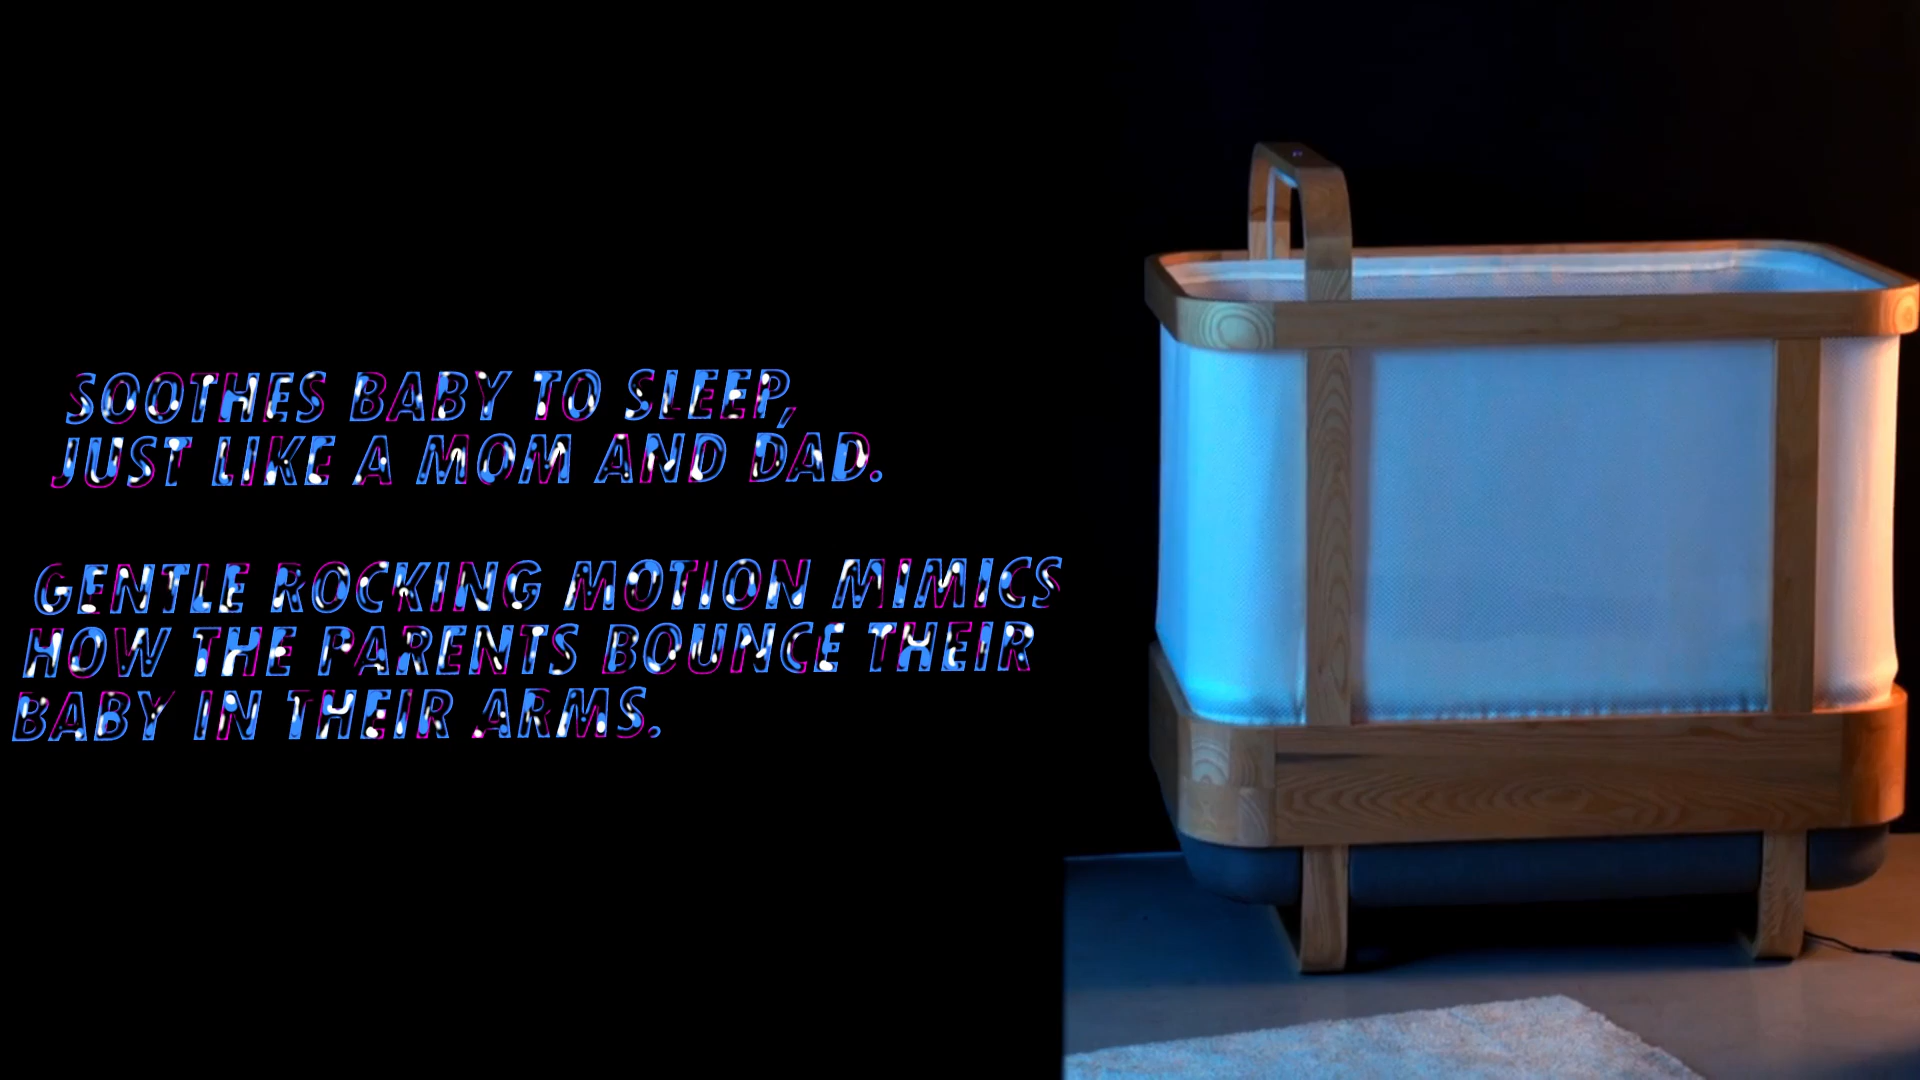 SOOTHES BABY TO SLEEP,
JUST LIKE A MOM AND DAD.
GENTLE ROCKING MOTION MIMICS
HOW THE PARENTS BOUNCE THEIR
BABY IN THEIR ARMS.